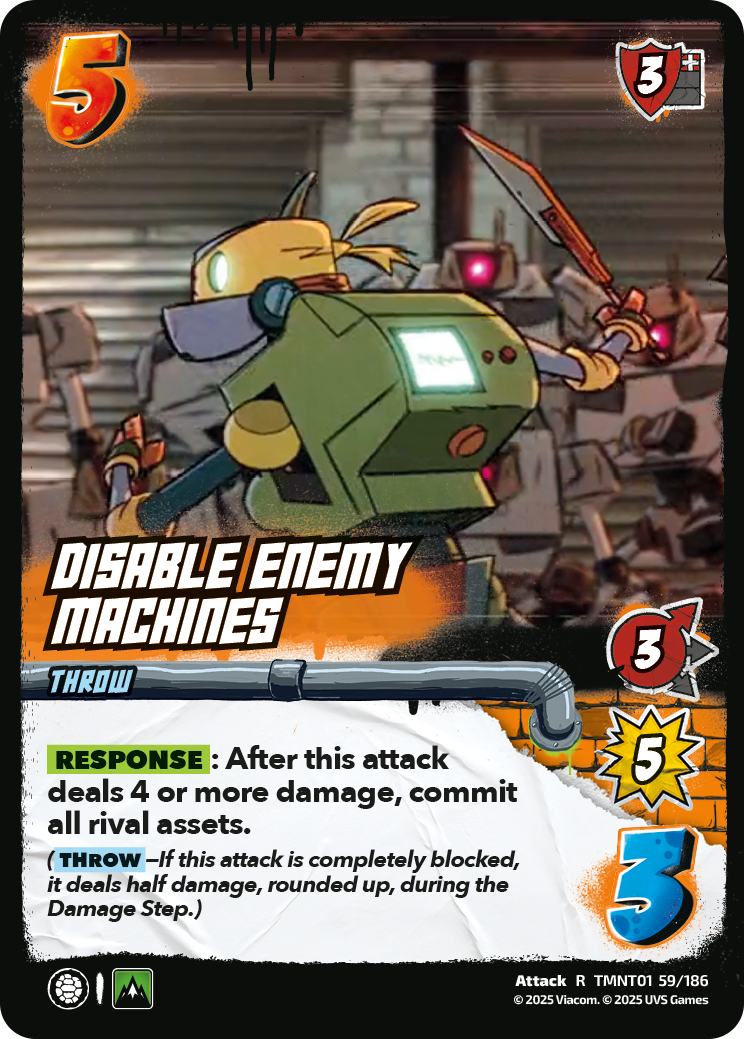 5
3
DISABLE ENEMY
MACHINES
3
THROW
5
RESPONSE: After this attack
deals 4 or more damage, commit
all rival assets.
(THROW—If this attack is completely blocked,
it deals half damage, rounded up, during the
Damage Step.)
3
Attack R TMNT01 59/186
© 2025 Viacom. © 2025 UVS Games